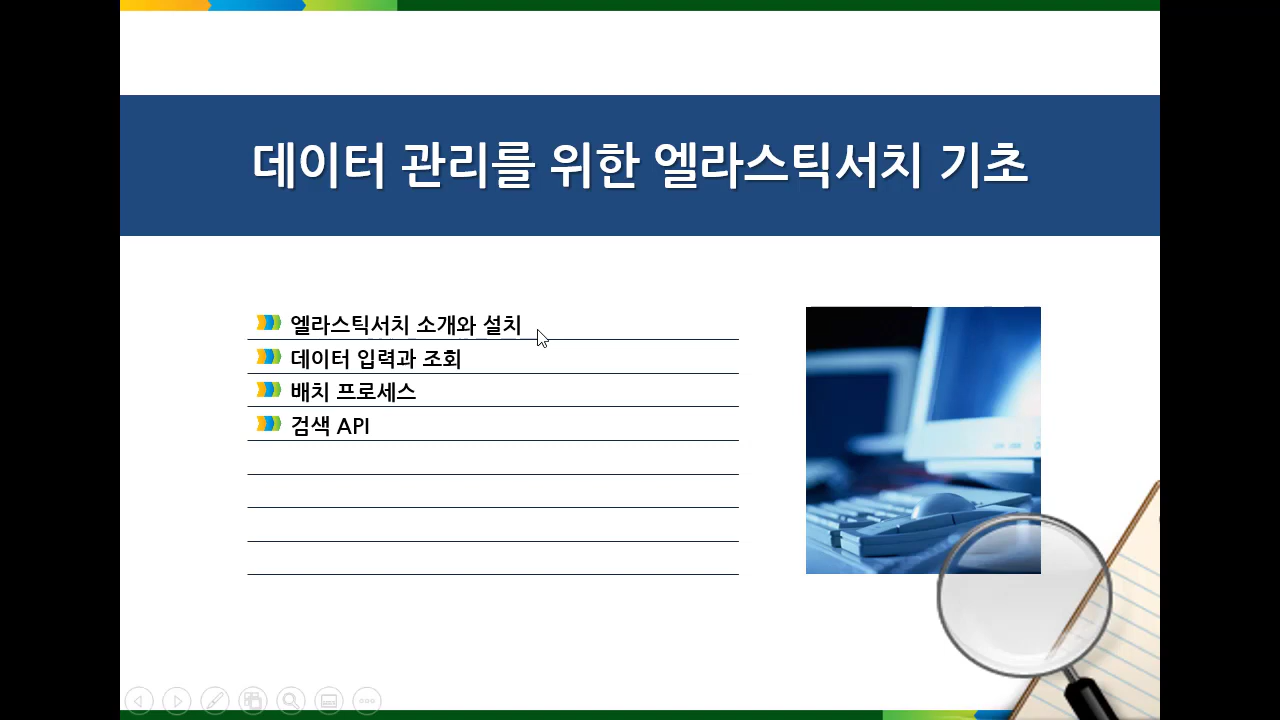 데이터 관리를 위한 엘라스틱서치 기초
엘라스틱서치 소개와 설치
데이터 입력과 조회
배치 프로세스
검색 API